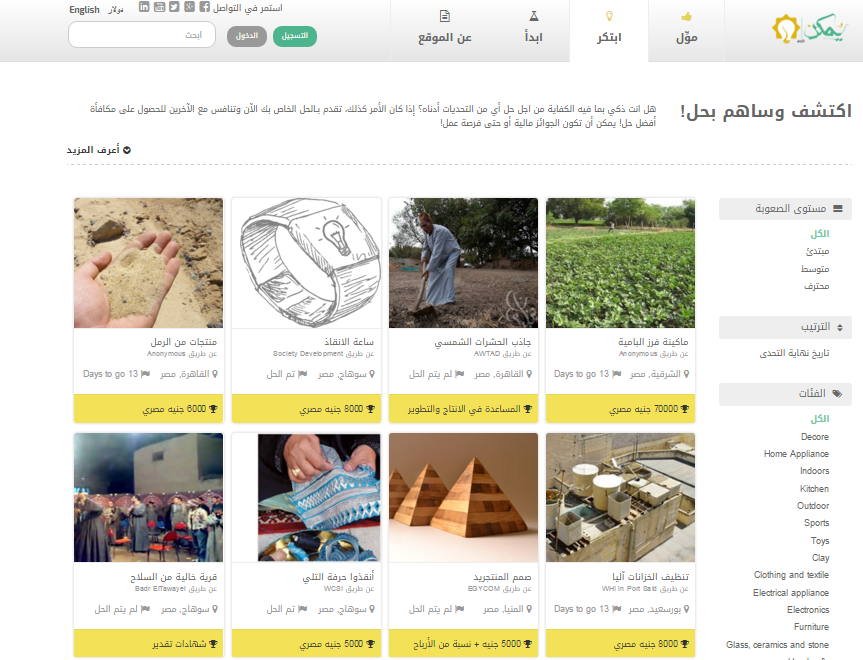 يمكن
موّل
ابتكر
ابدأ
عن الموقع
استمر في التواصل
دولار
English
التسجيل
الدخول
ابحث
اكتشف وساهم بحل!
هل انت ذكي بما فيه الكفاية من اجل حل أي من التحديات أدناه؟ إذا كان الأمر كذلك، تقدم بـالحل الخاص بك الآن وتنافس مع الآخرين للحصول على مكافأة
أفضل حل! يمكن أن تكون الجوائز مالية أو حتى فرصة عمل!
أعرف المزيد
مستوى الصعوبة
الكل
مبتدئ
متوسط
محترف
الترتيب
تاريخ نهاية التحدى
الفئات
الكل
Decore
Home Appliance
Indoors
Kitchen
Outdoor
Sports
Toys
Clay
Clothing and textile
Electrical appliance
Electronics
Furniture
Glass, ceramics and stone
ماكينة فرز البامية
عن طريق Anonymous
الشرقية, مصر 13 Days to go
70000 جنيه مصري
جاذب الحشرات الشمسي
عن طريق AWTAD
القاهرة, مصر لم يتم الحل
المساعدة في الانتاج والتطوير
ساعة الانقاذ
عن طريق Society Development
سوهاج, مصر تم الحل
8000 جنيه مصري
منتجات من الرمل
عن طريق Anonymous
القاهرة, مصر 13 Days to go
6000 جنيه مصري
تنظيف الخزانات آليا
عن طريق WHI in Port Said
بورسعيد, مصر 13 Days to go
8000 جنيه مصري
صمم المنتجريد
عن طريق EGYCOM
المنيا, مصر لم يتم الحل
5000 جنيه + نسبة من الأرباح
أنقذوا حرفة التلي
عن طريق WCSI
سوهاج, مصر تم الحل
5000 جنيه مصري
قرية خالية من السلاح
عن طريق Badr ElTawayel
سوهاج, مصر لم يتم الحل
شهادات تقدير